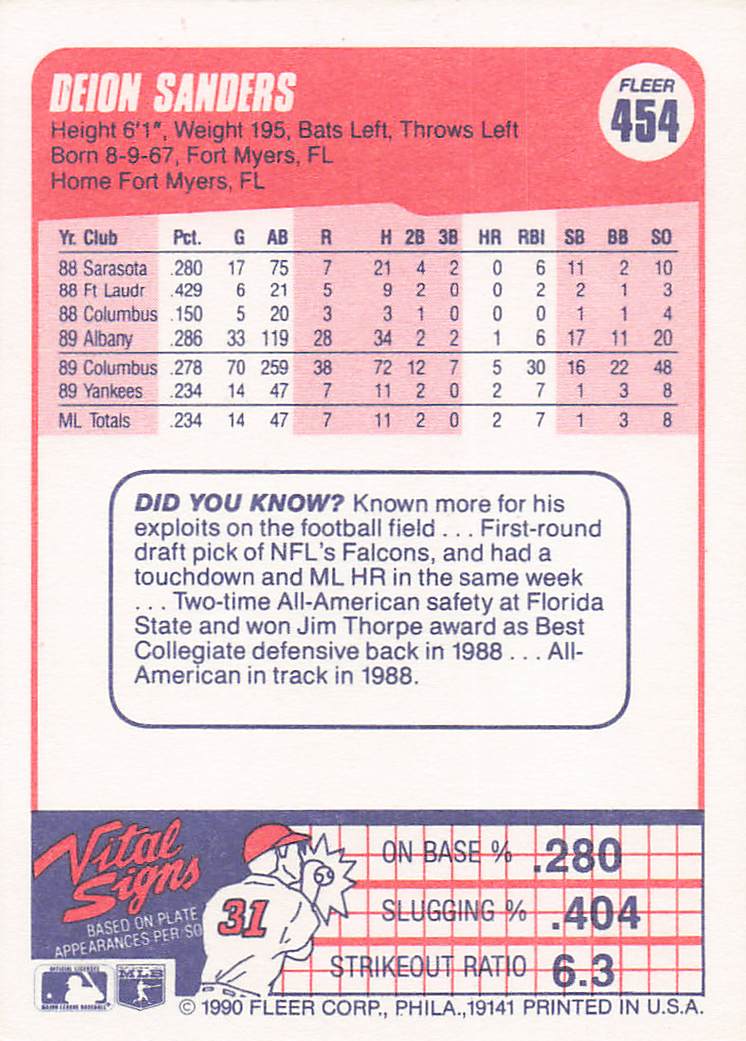 DEION SANDERS
FLEER
454
Height 6'1", Weight 195, Bats Left, Throws Left
Born 8-9-67, Fort Myers, FL
Home Fort Myers, FL
Yr. Club Pct. G AB R H 2B 3B HR RBI SB BB SO
88 Sarasota .280 17 75 7 21 4 2 0 6 11 2 10
88 Ft Laudr .429 6 21 5 9 2 0 0 2 2 1 3
88 Columbus .150 5 20 3 3 1 0 0 0 1 1 4
89 Albany .286 33 119 28 34 2 2 1 6 17 11 20
89 Columbus .278 70 259 38 72 12 7 5 30 16 22 48
89 Yankees .234 14 47 7 11 2 0 2 7 1 3 8
ML Totals .234 14 47 7 11 2 0 2 7 1 3 8
DID YOU KNOW? Known more for his
exploits on the football field . . . First-round
draft pick of NFL's Falcons, and had a
touchdown and ML HR in the same week
. . . Two-time All-American safety at Florida
State and won Jim Thorpe award as Best
Collegiate defensive back in 1988 . . . All-
American in track in 1988.
Vital
Signs
BASED ON PLATE
APPEARANCES PER SO
31
ON BASE % .280
SLUGGING % .404
STRIKEOUT RATIO 6.3
OFFICIAL LICENSEE
MAJOR LEAGUE BASEBALL
© 1990 FLEER CORP., PHILA.,19141 PRINTED IN U.S.A.